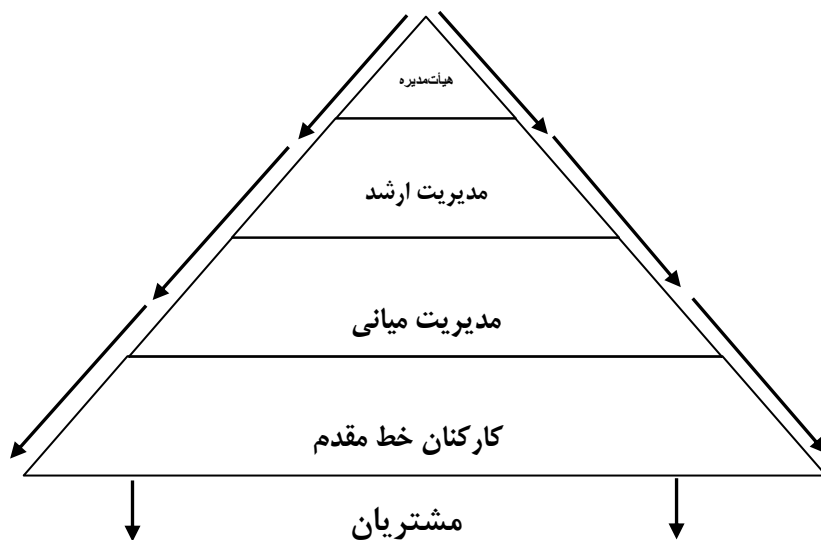 هیأت‌مدیره
مدیریت ارشد
مدیریت میانی
کارکنان خط مقدم
مشتریان